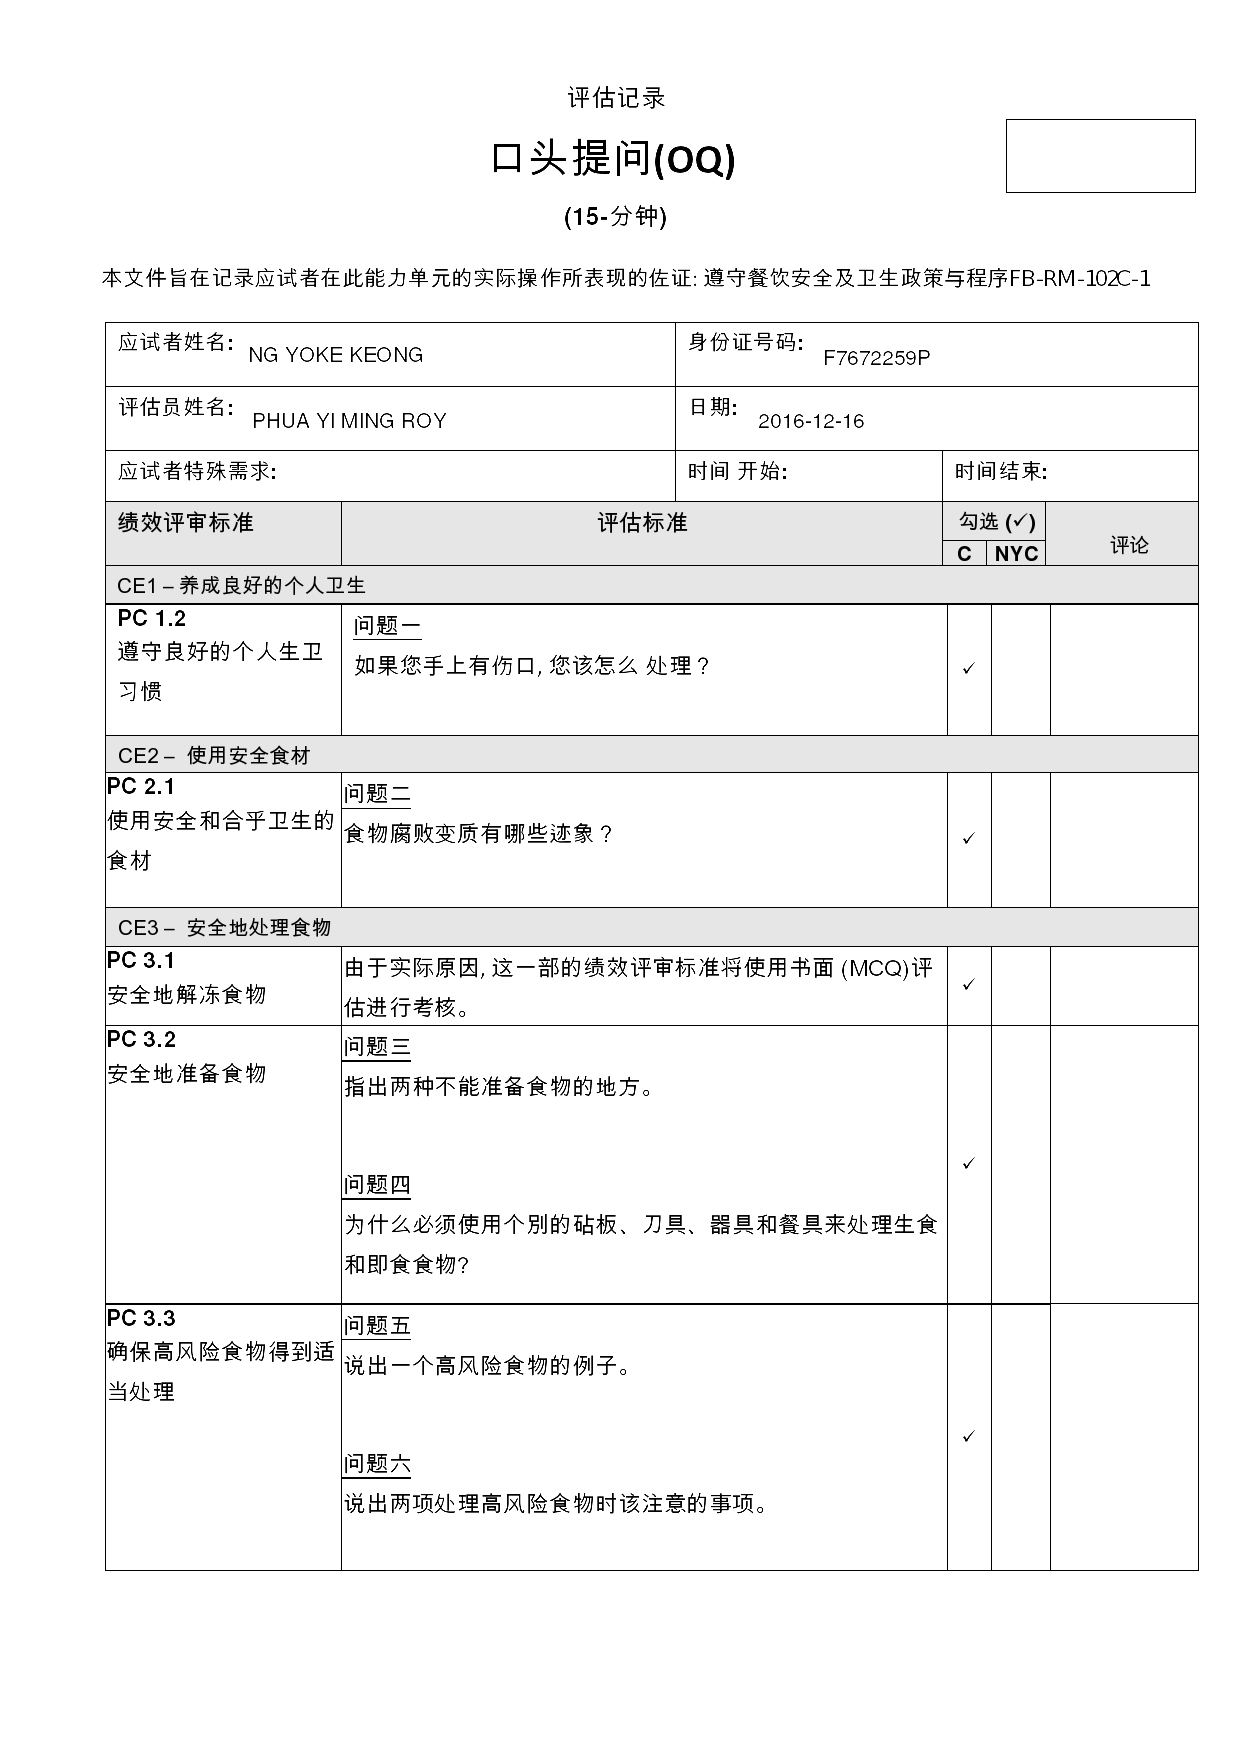 评估记录
口头提问(OQ)
(15-分钟)
本文件旨在记录应试者在此能力单元的实际操作所表现的佐证: 遵守餐饮安全及卫生政策与程序FB-RM-102C-1
应试者姓名: NG YOKE KEONG 身份证号码: F7672259P
评估员姓名: PHUA YI MING ROY 日期: 2016-12-16
应试者特殊需求: 时间 开始: 时间结束:
绩效评审标准 评估标准 勾选 (✓) 评论
C NYC
CE1 – 养成良好的个人卫生
PC 1.2
遵守良好的个人生卫
习惯
问题一
如果您手上有伤口, 您该怎么 处理？
✓
CE2 – 使用安全食材
PC 2.1
使用安全和合乎卫生的
食材
问题二
食物腐败变质有哪些迹象？
✓
CE3 – 安全地处理食物
PC 3.1
安全地解冻食物
由于实际原因, 这一部的绩效评审标准将使用书面 (MCQ)评
估进行考核。
✓
PC 3.2
安全地准备食物
问题三
指出两种不能准备食物的地方。
问题四
为什么必须使用个別的砧板、刀具、器具和餐具来处理生食
和即食食物?
✓
PC 3.3
确保高风险食物得到适
当处理
问题五
说出一个高风险食物的例子。
问题六
说出两项处理高风险食物时该注意的事项。
✓